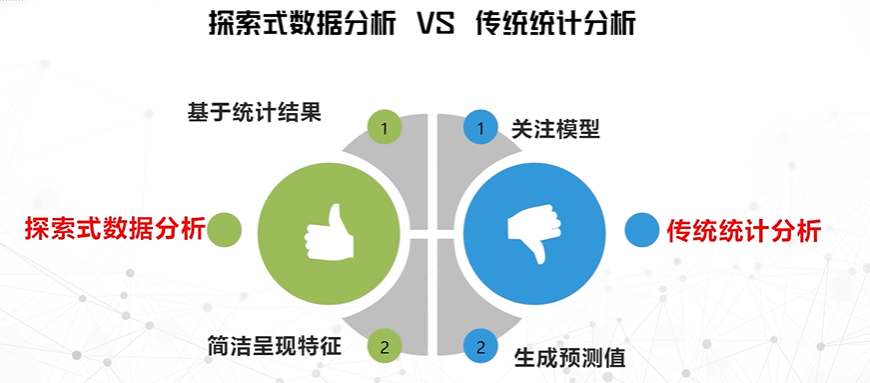 探索式数据分析 VS 传统统计分析
基于统计结果
1
1
关注模型
探索式数据分析
传统统计分析
简洁呈现特征
2
2
生成预测值